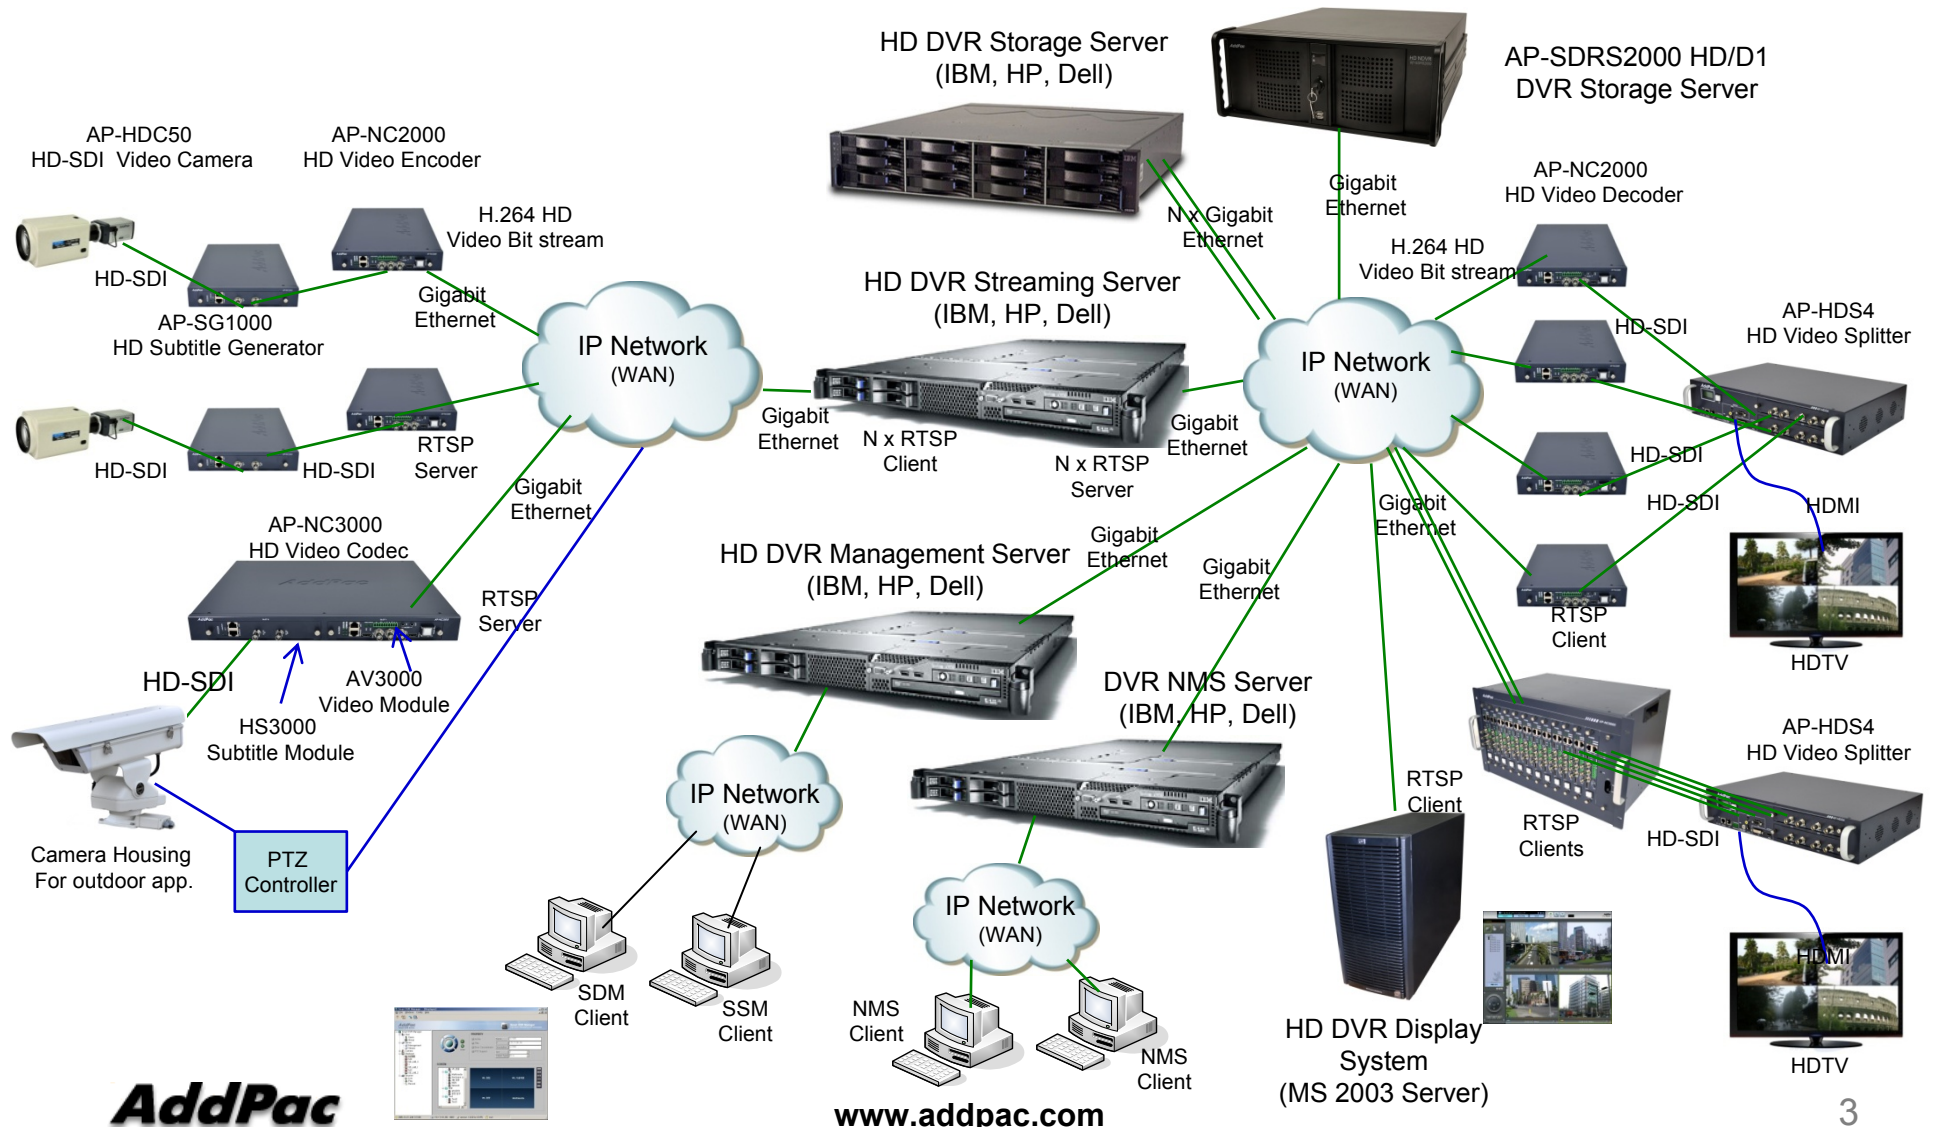 HD DVR Storage Server
(IBM, HP, Dell)
AP-SDRS2000 HD/D1
DVR Storage Server
AP-HDC50
HD-SDI  Video Camera
AP-NC2000
HD Video Encoder
H.264 HD
Video Bit stream
HD-SDI
AP-SG1000
HD Subtitle Generator
Gigabit
Ethernet
IP Network
(WAN)
HD-SDI
HD-SDI
RTSP
Server
Gigabit
Ethernet
AP-NC3000
HD Video Codec
AddPac
RTSP
Server
HD-SDI
AV3000
Video Module
HS3000
Subtitle Module
Camera Housing
For outdoor app.
PTZ
Controller
HD DVR Streaming Server
(IBM, HP, Dell)
Gigabit
Ethernet
N x RTSP
Client
N x RTSP
Server
Gigabit
Ethernet
N x Gigabit
Ethernet
Gigabit
Ethernet
IP Network
(WAN)
AP-NC2000
HD Video Decoder
H.264 HD
Video Bit stream
HD-SDI
HD-SDI
HD-SDI
AP-HDS4
HD Video Splitter
HDMI
HDTV
RTSP
Client
Gigabit
Ethernet
HD DVR Management Server
(IBM, HP, Dell)
Gigabit
Ethernet
Gigabit
Ethernet
DVR NMS Server
(IBM, HP, Dell)
IP Network
(WAN)
SDM
Client
SSM
Client
IP Network
(WAN)
NMS
Client
NMS
Client
RTSP
Client
HD DVR Display
System
(MS 2003 Server)
RTSP
Clients
HD-SDI
AP-HDS4
HD Video Splitter
HDMI
HDTV
AddPac
www.addpac.com
3